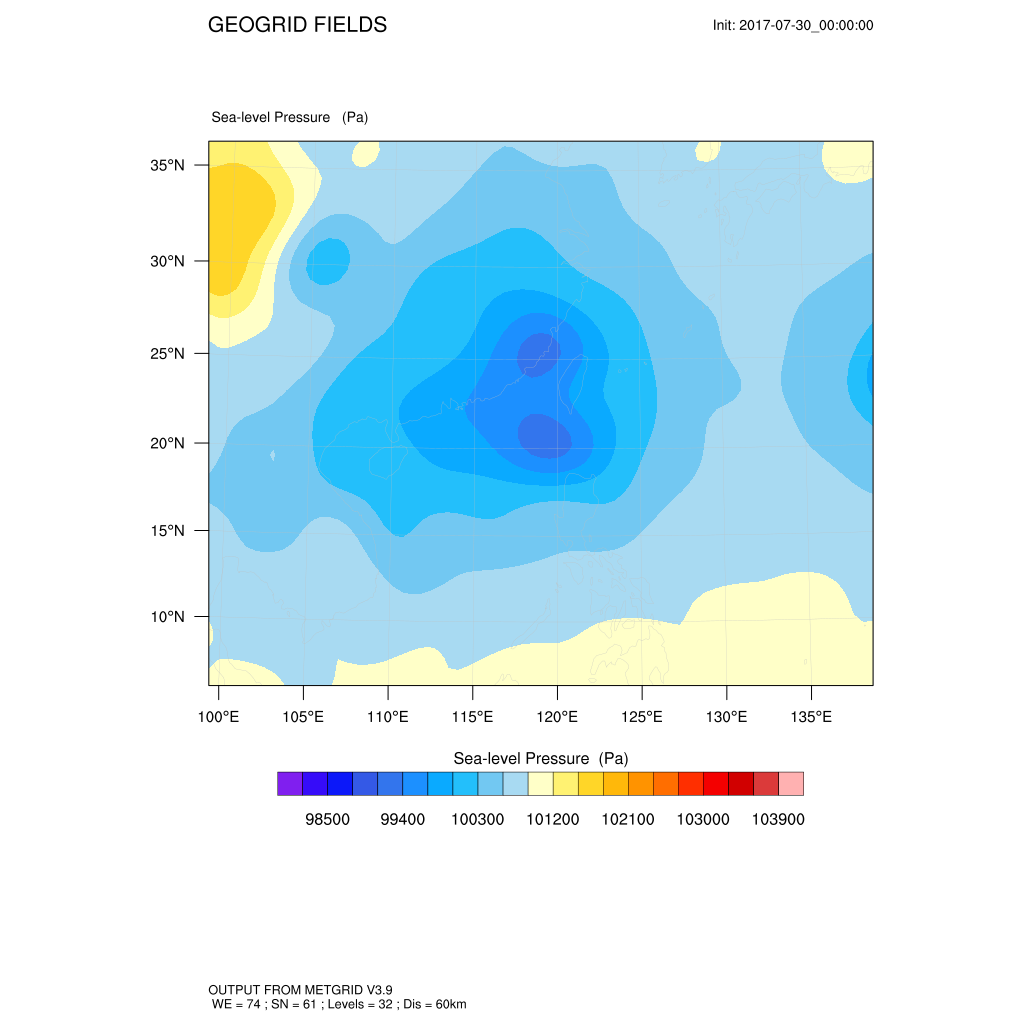 GEOGRID FIELDS
Init: 2017-07-30_00:00:00
Sea-level Pressure (Pa)
35°N
30°N
25°N
20°N
15°N
10°N
100°E 105°E 110°E 115°E 120°E 125°E 130°E 135°E
Sea-level Pressure (Pa)
98500 99400 100300 101200 102100 103000 103900
OUTPUT FROM METGRID V3.9
WE = 74 ; SN = 61 ; Levels = 32 ; Dis = 60km